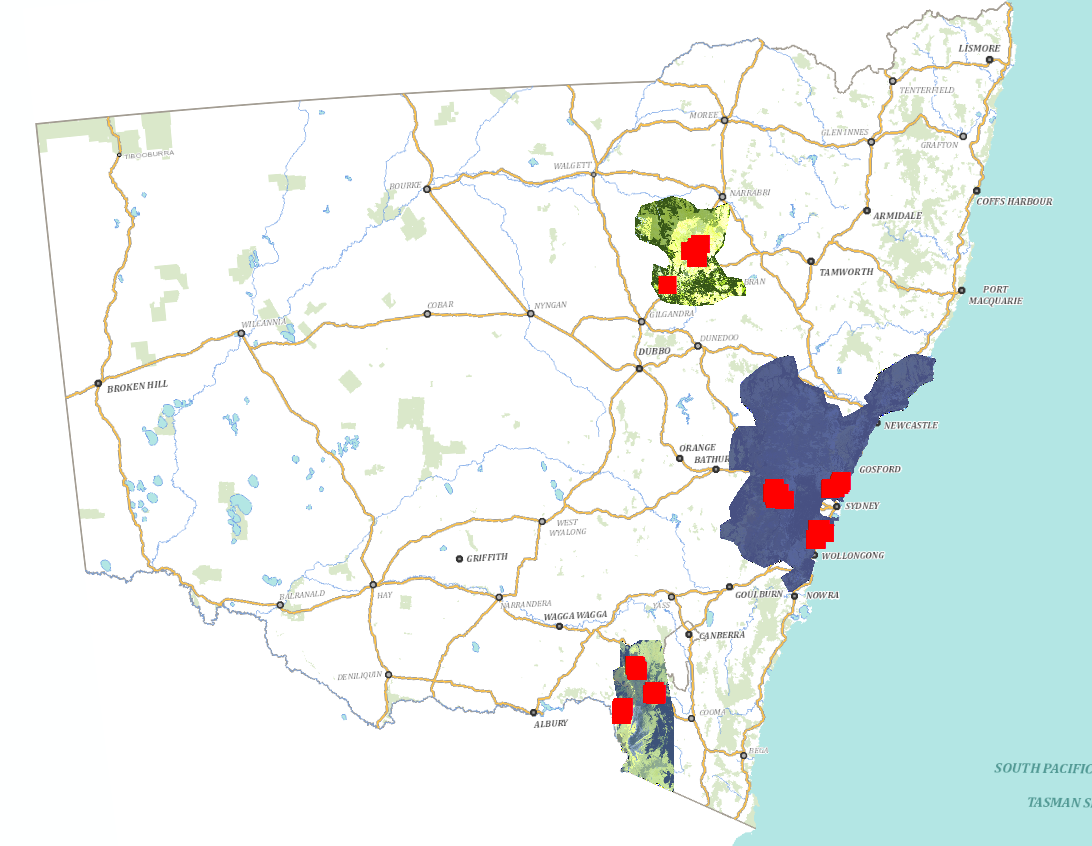 LISMORE
TENTERFIELD
MOREE
GLEN INNES
GRAFTON
TIBOOBURRA
WALGETT
BOURKE
NARRABRI
COFFS HARBOUR
ARMIDALE
TAMWORTH
BRAN
PORT
MACQUARIE
COBAR
NYNGAN
GILGANDRA
WILCANNIA
DUNEDOO
DUBBO
BROKEN HILL
NEWCASTLE
ORANGE
BATHUR
GOSFORD
SYDNEY
WEST
WYALONG
GRIFFITH
WOLLONGONG
BALRANALD
HAY
NARRANDERA
YASS
GOULBURN
NOWRA
WAGGA WAGGA
CANBERRA
DENILIQUIN
COOMA
ALBURY
BEGA
SOUTH PACIFIC
TASMAN S